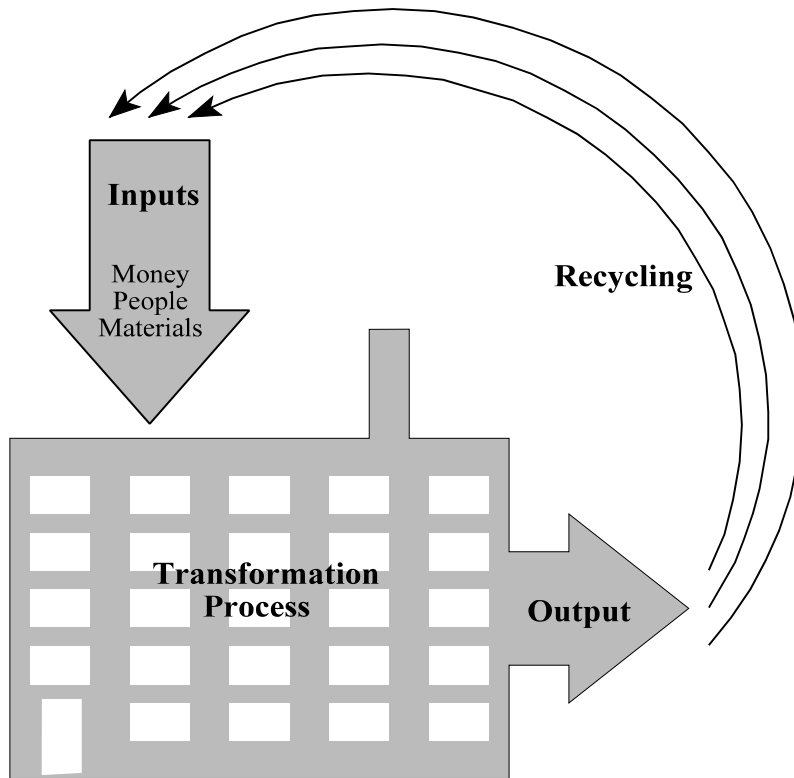 Inputs
Money
People
Materials
Recycling
Transformation
Process
Output